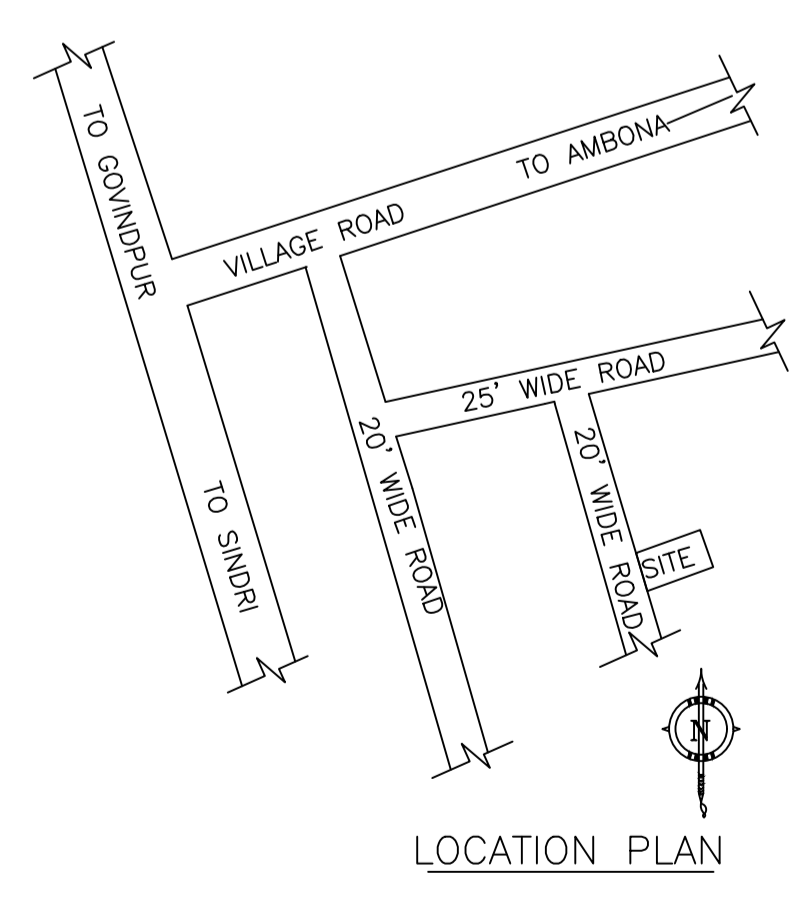 TO GOVINDPUR
TO AMBONA
VILLAGE ROAD
25' WIDE ROAD
20' WIDE ROAD
20' WIDE ROAD
TO SINDRI
SITE
N
LOCATION PLAN